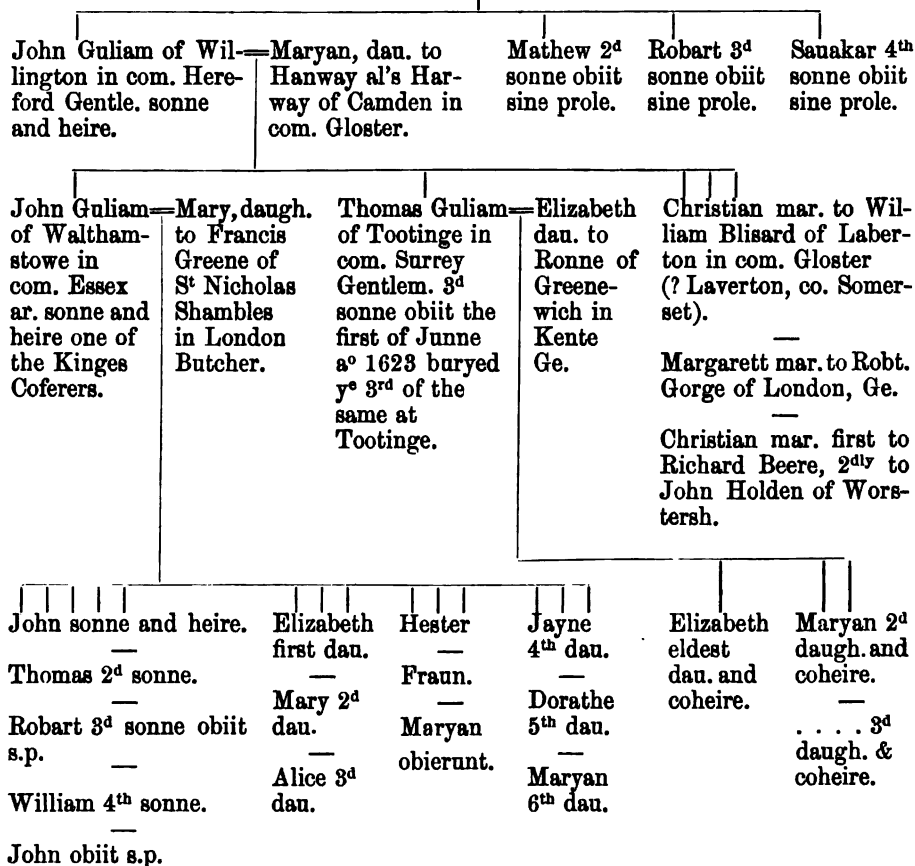 John Guliam of Wil-
lington in com. Here-
ford Gentle. sonne
and heire.
=Maryan, dau. to
Hanway al's Har-
way of Camden in
com. Gloster.
Mathew 2d
sonne obiit
sine prole.
Robart 3d
sonne obiit
sine prole.
Sauakar 4th
sonne obiit
sine prole.
John Guliam
of Waltham-
stowe in
com. Essex
ar. sonne and
heire one of
the Kinges
Coferers.
=Mary, daugh.
to Francis
Greene of
St Nicholas
Shambles
in London
Butcher.
Thomas Guliam
of Tootinge in
com. Surrey
Gentlem. 3d
sonne obiit the
first of Junne
ao 1623 buryed
ye 3rd of the
same at
Tootinge.
=Elizabeth
dau. to
Ronne of
Greene-
wich in
Kente
Ge.
Christian mar. to Wil-
liam Blisard of Laber-
ton in com. Gloster
(? Laverton, co. Somer-
set).
—
Margarett mar. to Robt.
Gorge of London, Ge.
—
Christian mar. first to
Richard Beere, 2dly to
John Holden of Wors-
tersh.
John sonne and heire.
—
Thomas 2d sonne.
—
Robart 3d sonne obiit
s.p.
—
William 4th sonne.
—
John obiit s.p.
Elizabeth
first dau.
—
Mary 2d
dau.
—
Alice 3d
dau.
Hester
—
Fraun.
—
Maryan
obierunt.
Jayne
4th dau.
—
Dorathe
5th dau.
—
Maryan
6th dau.
Elizabeth
eldest
dau. and
coheire.
Maryan 2d
daugh. and
coheire.
—
. . . . 3d
daugh. &
coheire.